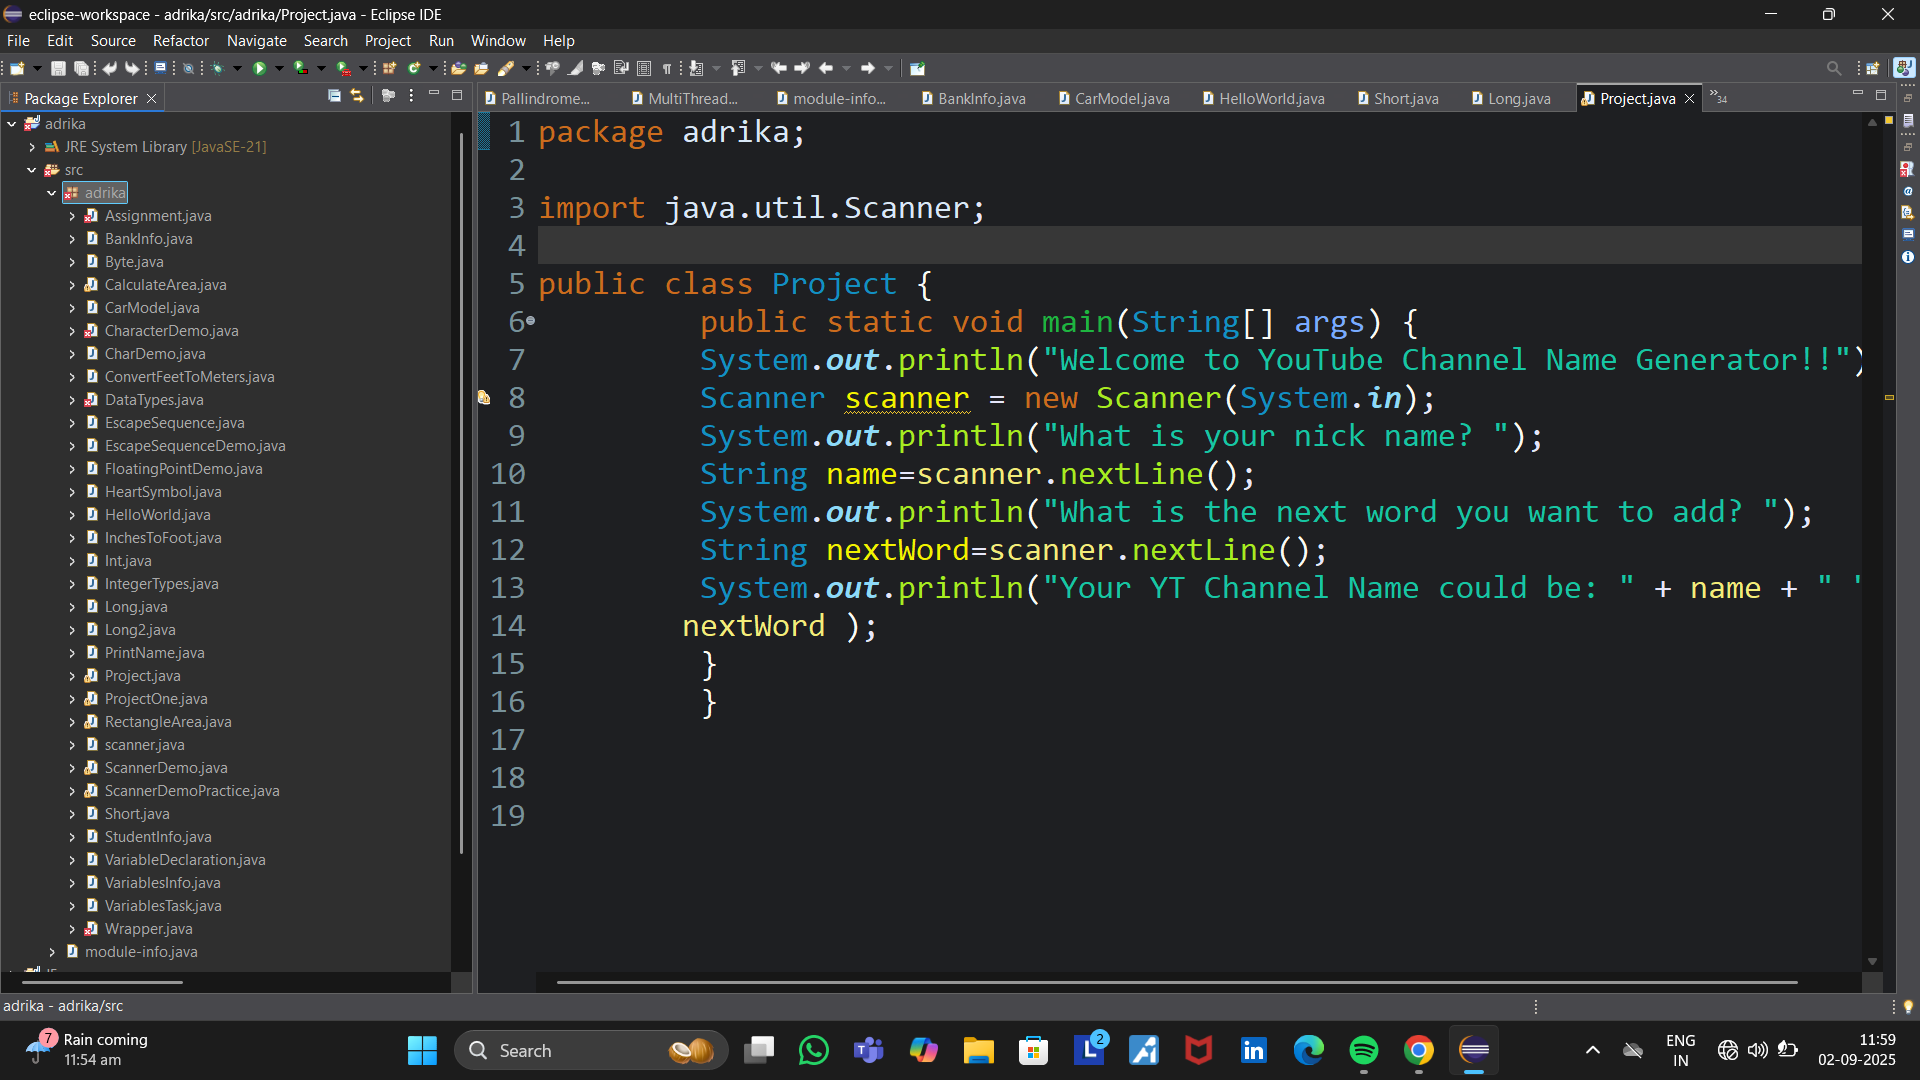 eclipse-workspace - adrika/src/adrika/Project.java - Eclipse IDE
File Edit Source Refactor Navigate Search Project Run Window Help
Package Explorer
Pallindrome... MultiThread... module-info... BankInfo.java CarModel.java HelloWorld.java Short.java Long.java Project.java »34
adrika
JRE System Library [JavaSE-21]
src
adrika
Assignment.java
BankInfo.java
Byte.java
CalculateArea.java
CarModel.java
CharacterDemo.java
CharDemo.java
ConvertFeetToMeters.java
DataTypes.java
EscapeSequence.java
EscapeSequenceDemo.java
FloatingPointDemo.java
HeartSymbol.java
HelloWorld.java
InchesToFoot.java
Int.java
IntegerTypes.java
Long.java
Long2.java
PrintName.java
Project.java
ProjectOne.java
RectangleArea.java
scanner.java
ScannerDemo.java
ScannerDemoPractice.java
Short.java
StudentInfo.java
VariableDeclaration.java
VariablesInfo.java
VariablesTask.java
Wrapper.java
module-info.java
1 package adrika;
2
3 import java.util.Scanner;
4
5 public class Project {
6 public static void main(String[] args) {
7 System.out.println("Welcome to YouTube Channel Name Generator!!")
8 Scanner scanner = new Scanner(System.in);
9 System.out.println("What is your nick name? ");
10 String name=scanner.nextLine();
11 System.out.println("What is the next word you want to add? ");
12 String nextWord=scanner.nextLine();
13 System.out.println("Your YT Channel Name could be: " + name + " "
14 nextWord );
15 }
16 }
17
18
19
adrika - adrika/src
7 Rain coming
11:54 am
Search
2
ENG
IN
11:59
02-09-2025